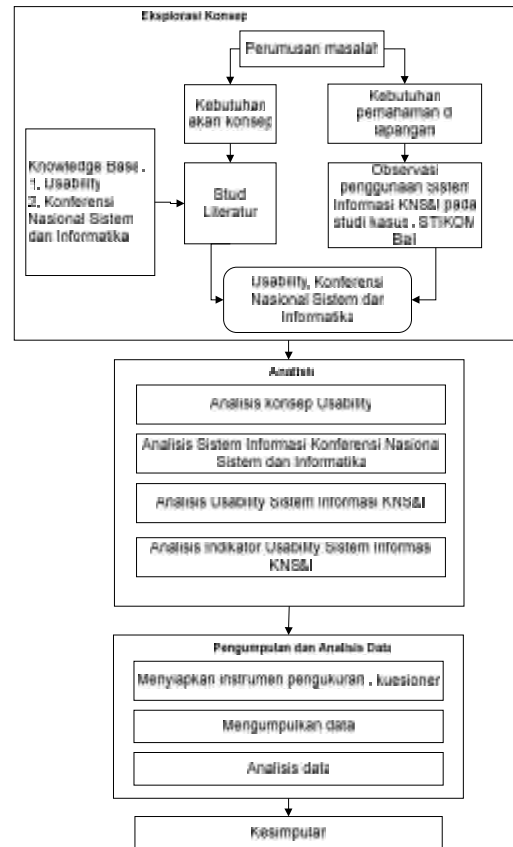 Eksplorasi Konsep
Perumusan masalah
Kebutuhan
akan konsep
Kebutuhan
pemahaman di
lapangan
Knowledge Base :
1. Usability
2. Konferensi
Nasional Sistem
dan Informatika
Studi
Literatur
Observasi
penggunaan Sistem
Informasi KNS&I pada
studi kasus : STIKOM
Bali
Usability, Konferensi
Nasional Sistem dan
Informatika
Analisis
Analisis konsep Usability
Analisis Sistem Informasi Konferensi Nasional
Sistem dan Informatika
Analisis Usability Sistem Informasi KNS&I
Analisis Indikator Usability Sistem Informasi
KNS&I
Pengumpulan dan Analisis Data
Menyiapkan instrumen pengukuran : kuesioner
Mengumpulkan data
Analisis data
Kesimpulan